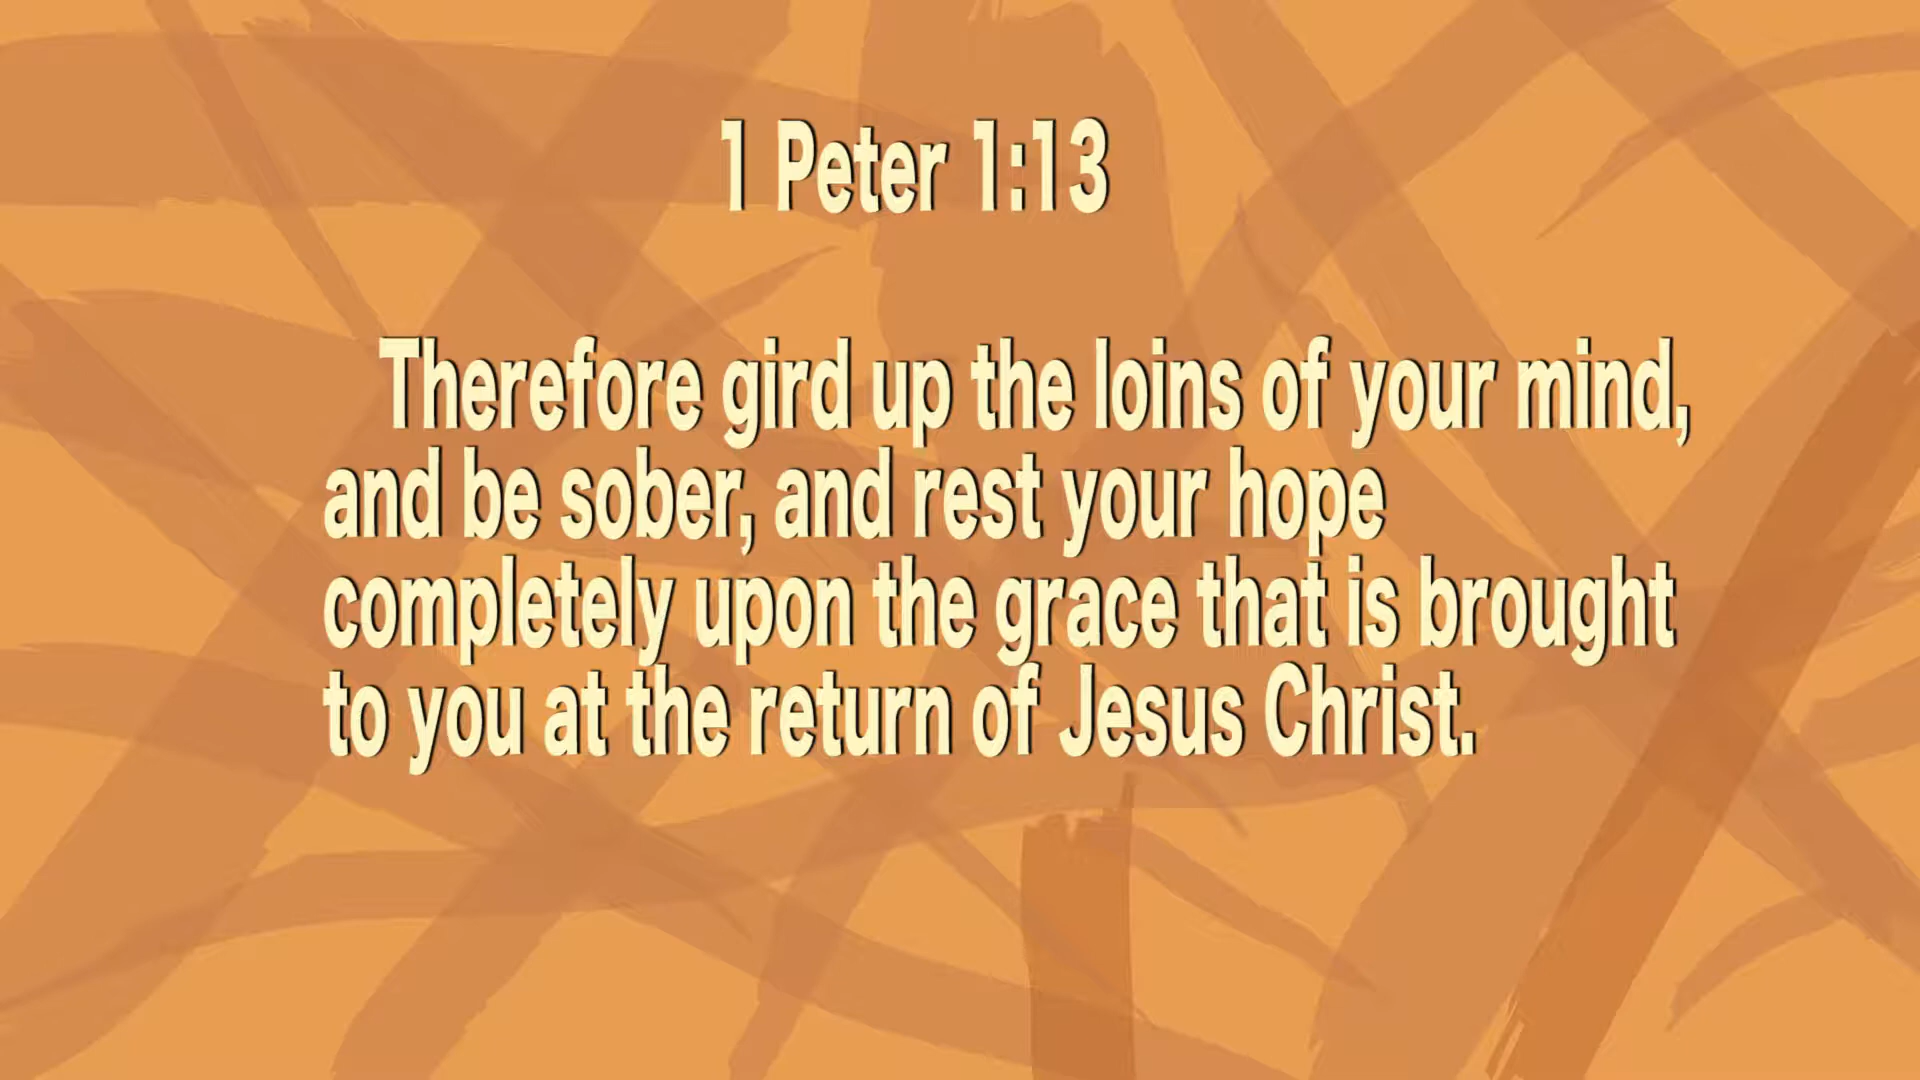 1 Peter 1:13
Therefore gird up the loins of your mind,
and be sober, and rest your hope
completely upon the grace that is brought
to you at the return of Jesus Christ.